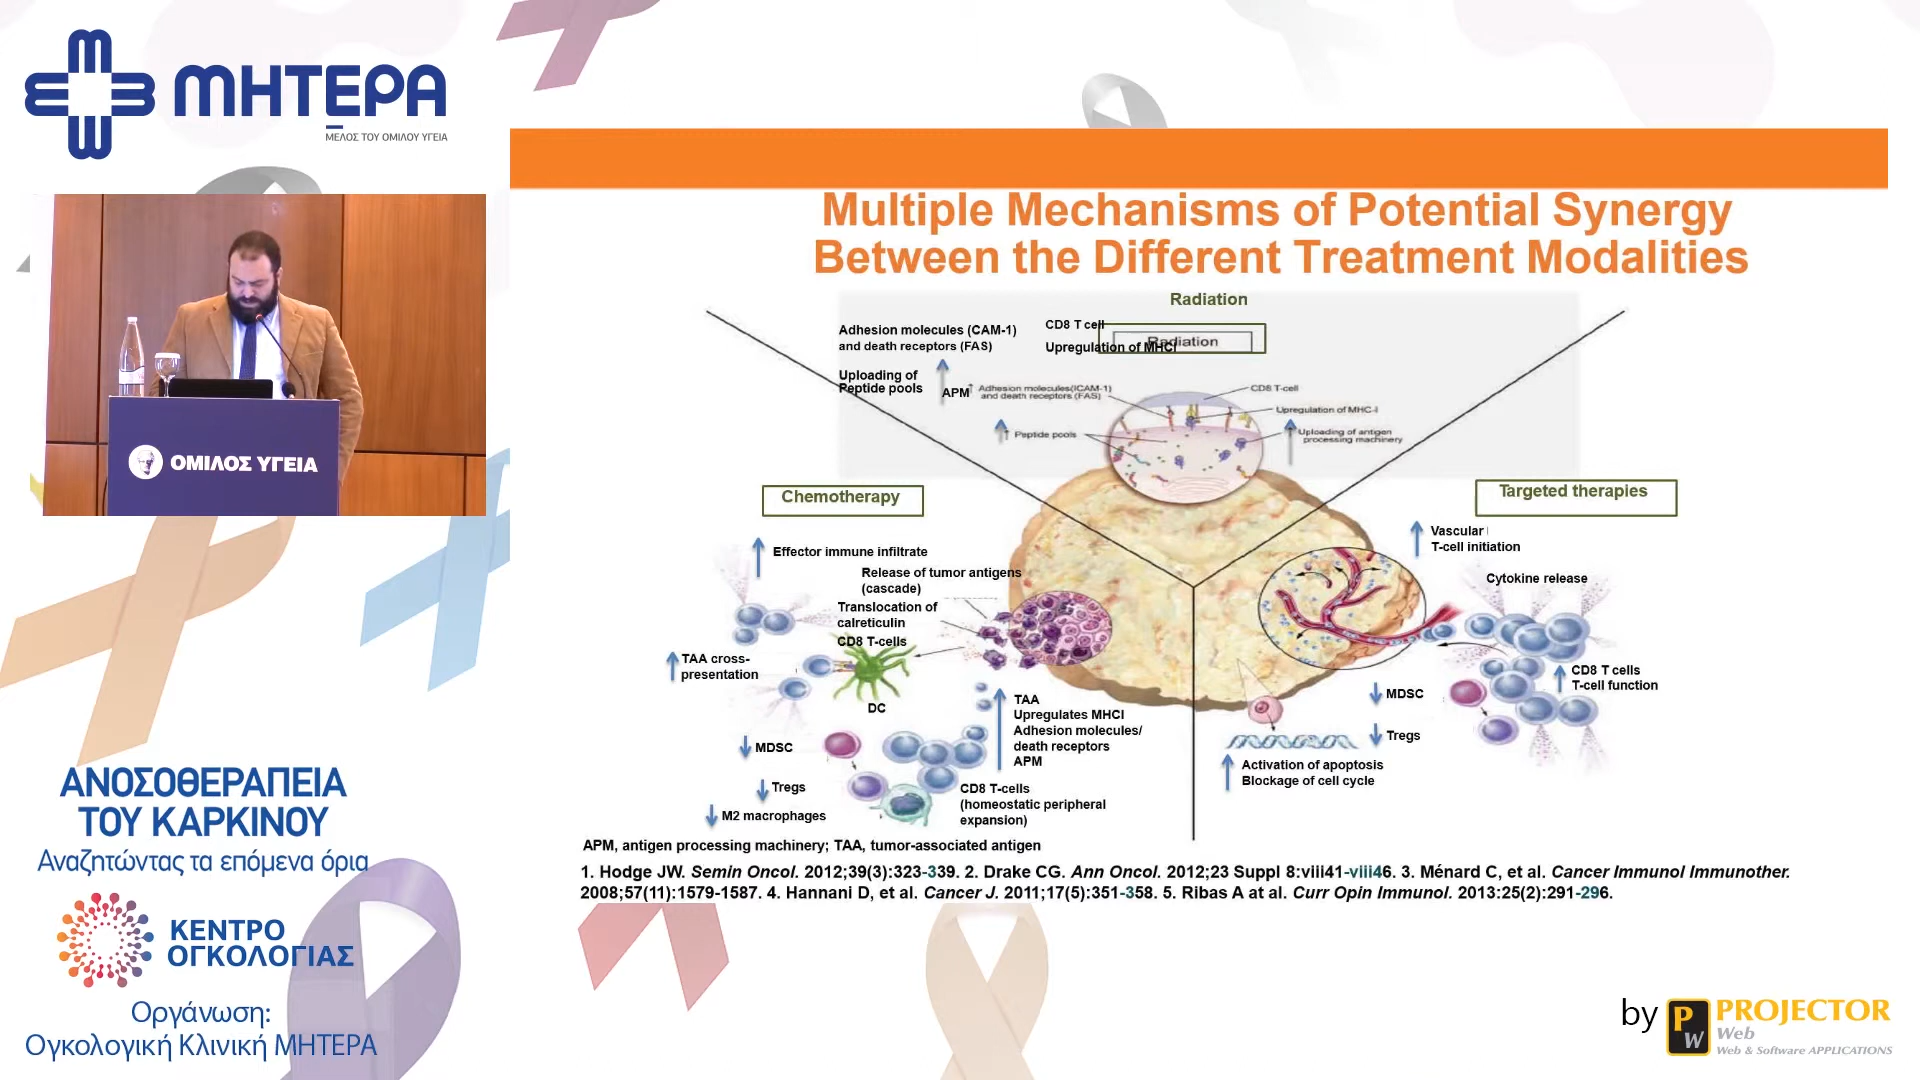 ΜΗΤΕΡΑ
ΜΕΛΟΣ ΤΟΥ ΟΜΙΛΟΥ ΥΓΕΙΑ
ΟΜΙΛΟΣ ΥΓΕΙΑ
ΑΝΟΣΟΘΕΡΑΠΕΙΑ
ΤΟΥ ΚΑΡΚΙΝΟΥ
Αναζητώντας τα επόμενα όρια
ΚΕΝΤΡΟ
ΟΓΚΟΛΟΓΙΑΣ
Οργάνωση:
Ογκολογική Κλινική ΜΗΤΕΡΑ
Multiple Mechanisms of Potential Synergy
Between the Different Treatment Modalities
Radiation
Adhesion molecules (CAM-1)
and death receptors (FAS)
CD8 T cell
Radiation
Upregulation of MHCI
Uploading of
Peptide pools
APM
Adhesion molecules(ICAM-1)
and death receptors (FAS)
CD8 T-cell
Upregulation of MHC-I
Peptide pools
Uploading of antigen
processing machinery
Chemotherapy
Effector immune infiltrate
Release of tumor antigens
(cascade)
Translocation of
calreticulin
CD8 T-cells
TAA cross-
presentation
DC
TAA
Upregulates MHCI
Adhesion molecules/
death receptors
APM
MDSC
Tregs
M2 macrophages
CD8 T-cells
(homeostatic peripheral
expansion)
Targeted therapies
Vascular
T-cell initiation
Cytokine release
CD8 T cells
T-cell function
MDSC
Tregs
Activation of apoptosis
Blockage of cell cycle
APM, antigen processing machinery; TAA, tumor-associated antigen
1. Hodge JW. Semin Oncol. 2012;39(3):323-339. 2. Drake CG. Ann Oncol. 2012;23 Suppl 8:viii41-viii46. 3. Ménard C, et al. Cancer Immunol Immunother.
2008;57(11):1579-1587. 4. Hannani D, et al. Cancer J. 2011;17(5):351-358. 5. Ribas A at al. Curr Opin Immunol. 2013:25(2):291-296.
by PW PROJECTOR
Web
Web & Software APPLICATIONS